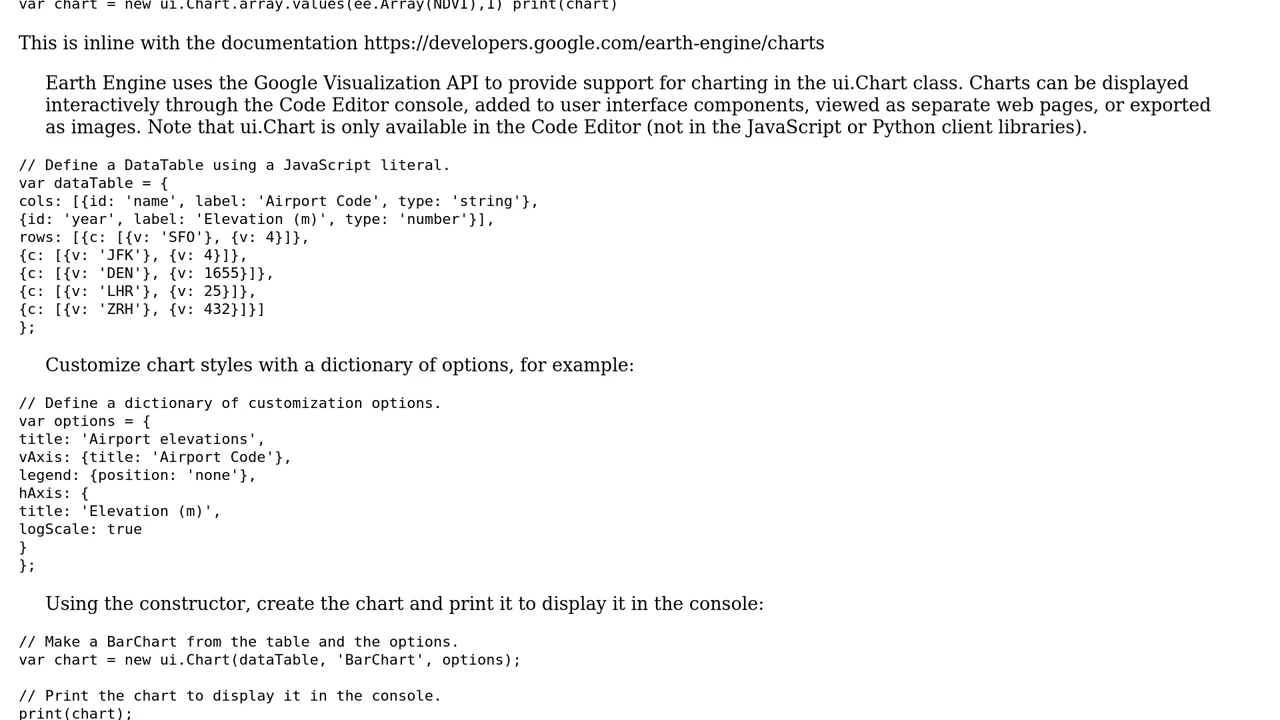 var chart = new ui.Chart.array.values(ee.Array(NDVI),1) print(chart)
This is inline with the documentation https://developers.google.com/earth-engine/charts
Earth Engine uses the Google Visualization API to provide support for charting in the ui.Chart class. Charts can be displayed
interactively through the Code Editor console, added to user interface components, viewed as separate web pages, or exported
as images. Note that ui.Chart is only available in the Code Editor (not in the JavaScript or Python client libraries).
// Define a DataTable using a JavaScript literal.
var dataTable = {
cols: [{id: 'name', label: 'Airport Code', type: 'string'},
{id: 'year', label: 'Elevation (m)', type: 'number'}],
rows: [{c: [{v: 'SFO'}, {v: 4}]},
{c: [{v: 'JFK'}, {v: 4}]},
{c: [{v: 'DEN'}, {v: 1655}]},
{c: [{v: 'LHR'}, {v: 25}]},
{c: [{v: 'ZRH'}, {v: 432}]}]
};
Customize chart styles with a dictionary of options, for example:
// Define a dictionary of customization options.
var options = {
title: 'Airport elevations',
vAxis: {title: 'Airport Code'},
legend: {position: 'none'},
hAxis: {
title: 'Elevation (m)',
logScale: true
}
};
Using the constructor, create the chart and print it to display it in the console:
// Make a BarChart from the table and the options.
var chart = new ui.Chart(dataTable, 'BarChart', options);
// Print the chart to display it in the console.
print(chart);